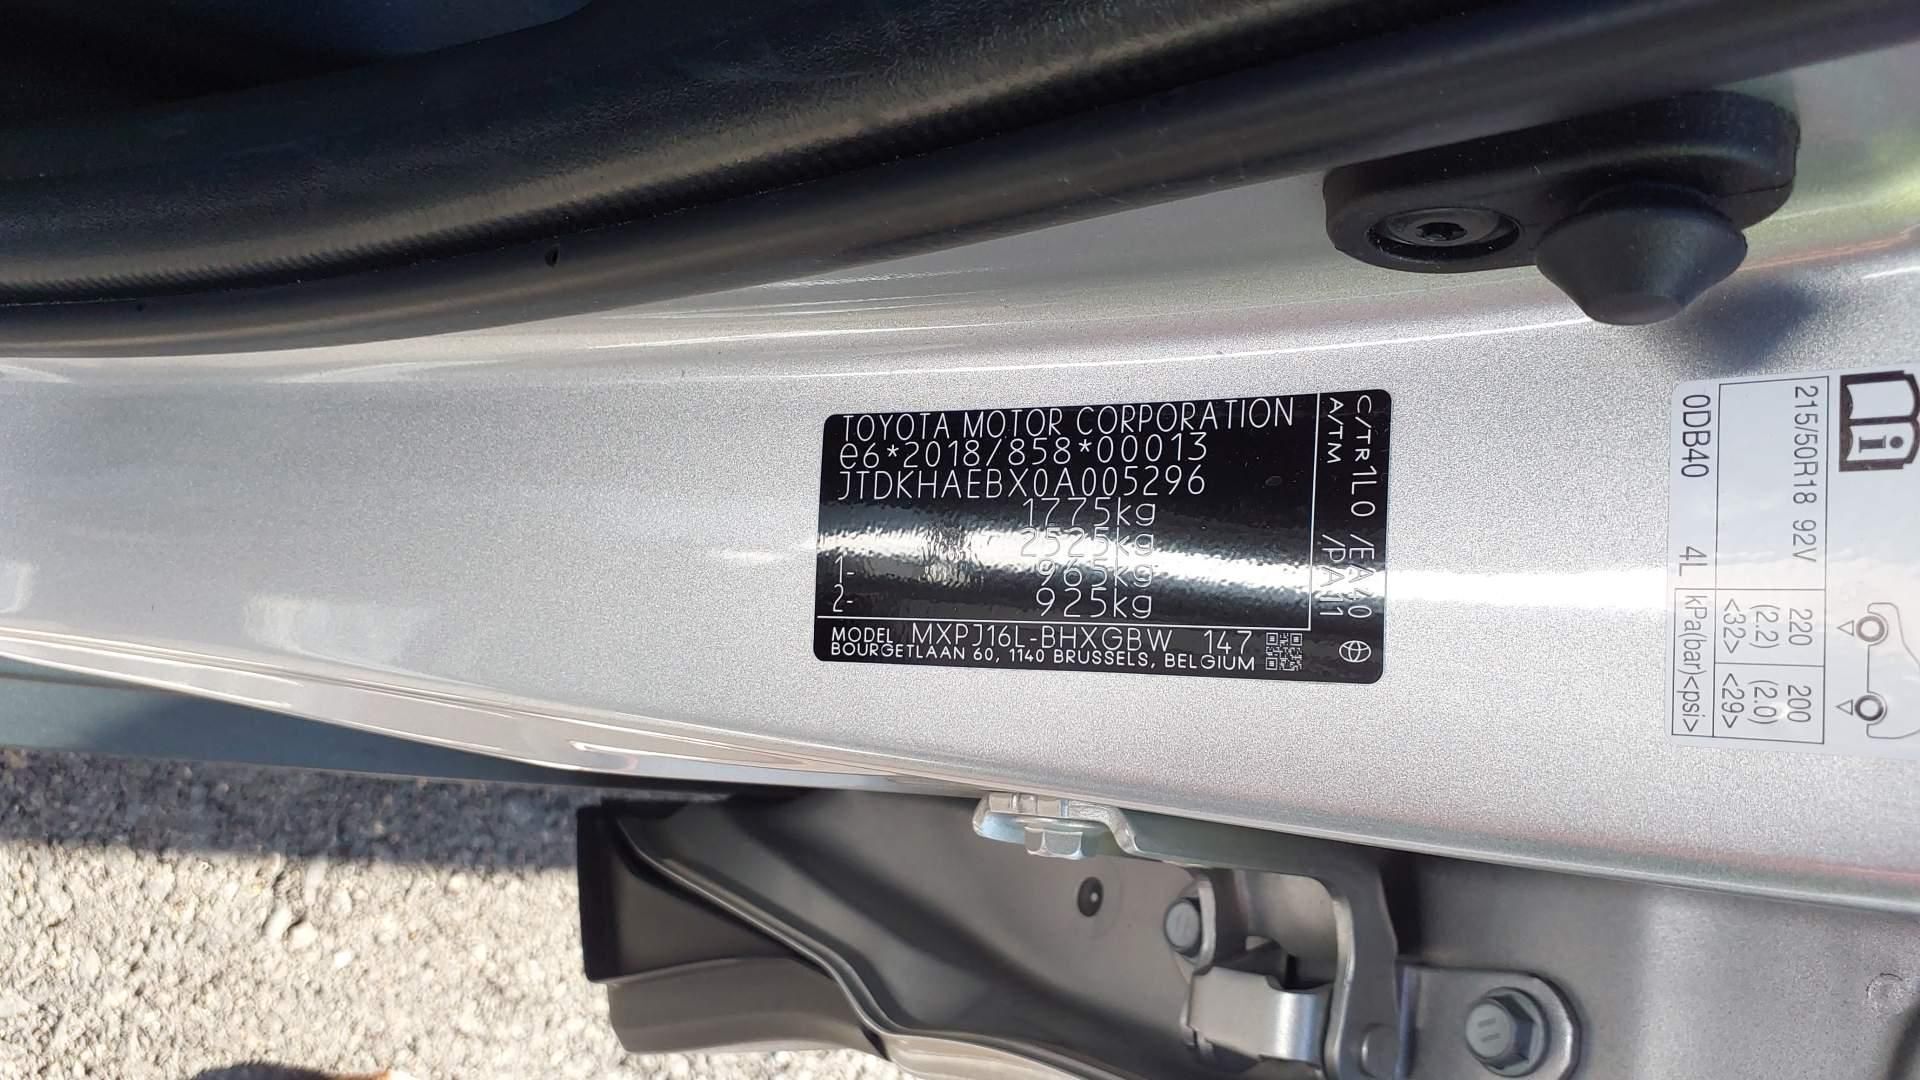 TOYOTA MOTOR CORPORATION
e6*2018/858*00013
JTDKHAEBX0A005296
1775kg
2525kg
1- 965kg
2- 925kg
C/TR 1L0 /EA40
A/TM /PA11
MODEL MXPJ16L-BHXGBW 147
BOURGETLAAN 60, 1140 BRUSSELS, BELGIUM
i
215/50R18 92V
220 200
(2.2) (2.0)
<32> <29>
0DB40 4L kPa(bar)<psi>